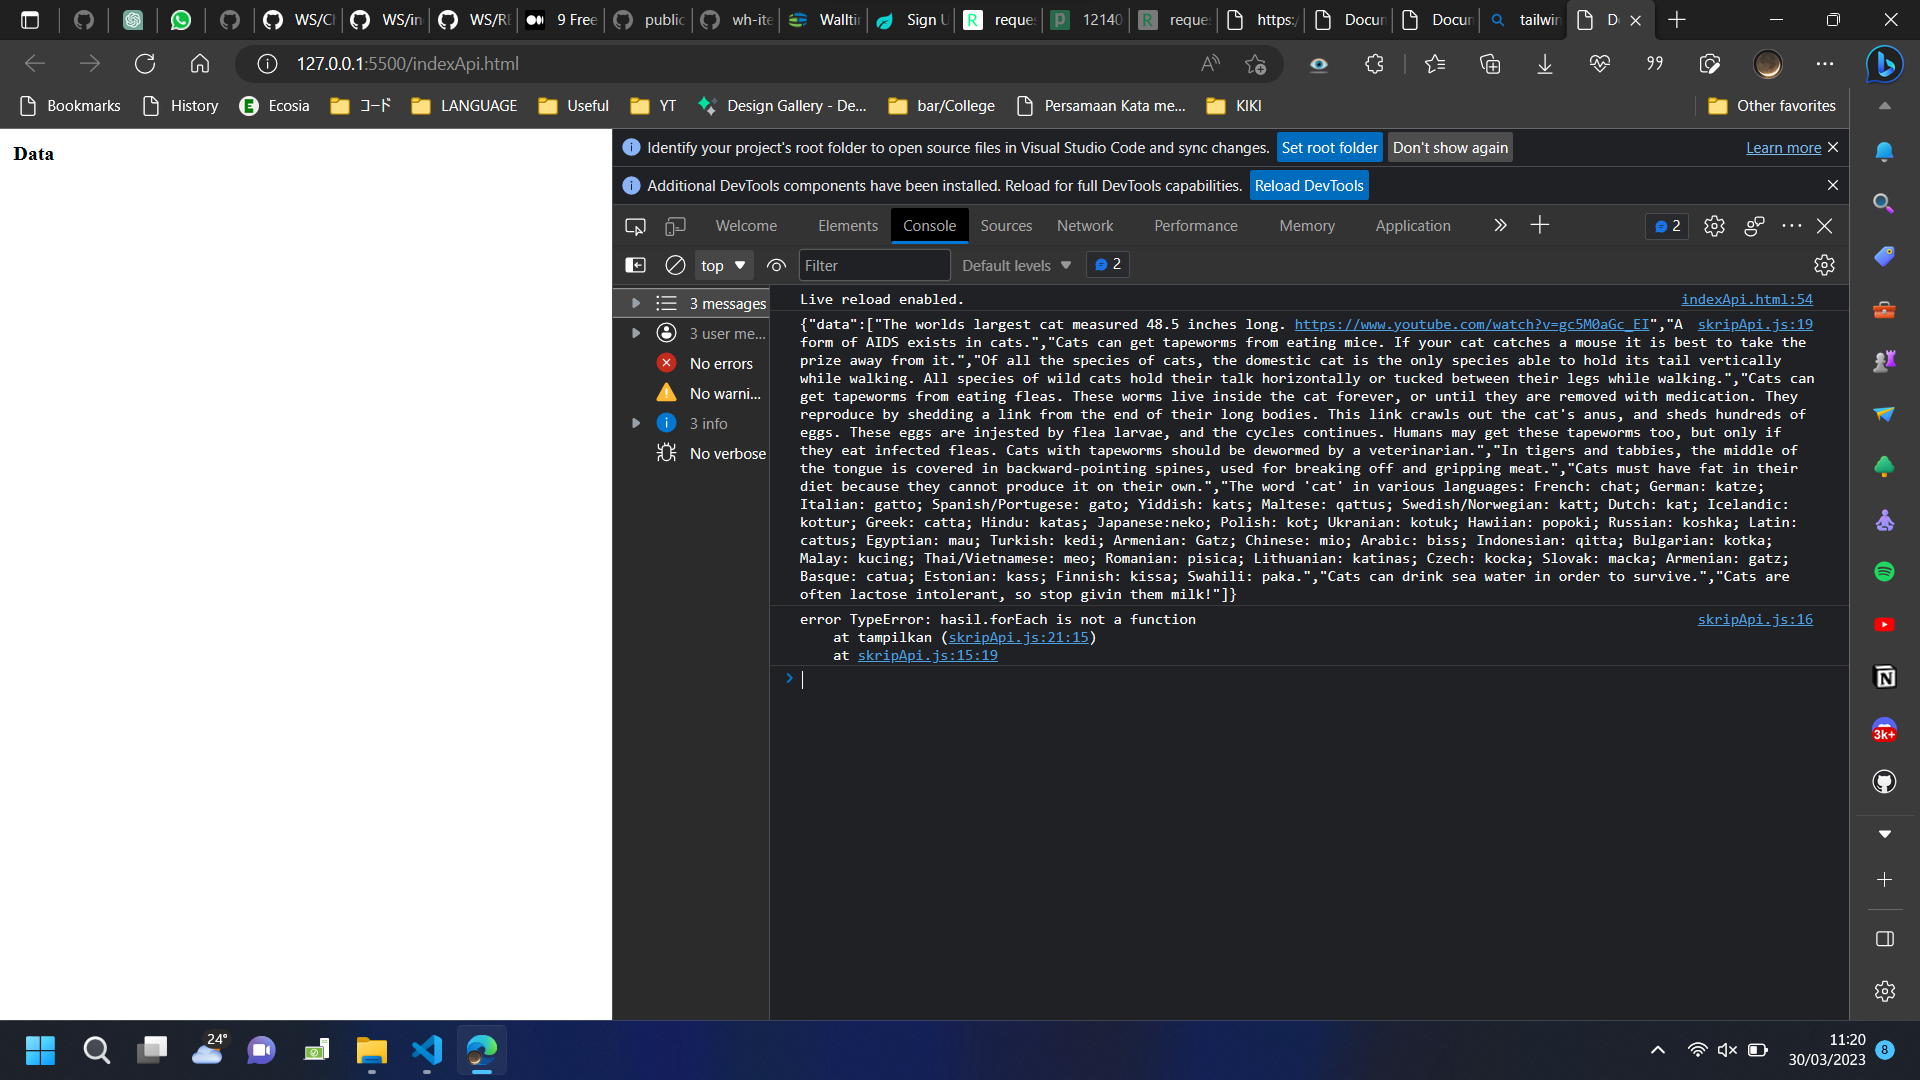 WS/Cl
WS/in
WS/RE
9 Free
public
wh-ite
Walltin
Sign U
reque
12140
reque
https:/
Docun
Docun
tailwin
D
127.0.0.1:5500/indexApi.html
Bookmarks History Ecosia コード LANGUAGE Useful YT Design Gallery - De... bar/College Persamaan Kata me... KIKI Other favorites
Data
Identify your project's root folder to open source files in Visual Studio Code and sync changes. Set root folder Don't show again Learn more
Additional DevTools components have been installed. Reload for full DevTools capabilities. Reload DevTools
Welcome Elements Console Sources Network Performance Memory Application 2
top Filter Default levels 2
3 messages
3 user me...
No errors
No warni...
3 info
No verbose
Live reload enabled. indexApi.html:54
{"data":["The worlds largest cat measured 48.5 inches long. https://www.youtube.com/watch?v=gc5M0aGc_EI","A skripApi.js:19
form of AIDS exists in cats.","Cats can get tapeworms from eating mice. If your cat catches a mouse it is best to take the
prize away from it.","Of all the species of cats, the domestic cat is the only species able to hold its tail vertically
while walking. All species of wild cats hold their talk horizontally or tucked between their legs while walking.","Cats can
get tapeworms from eating fleas. These worms live inside the cat forever, or until they are removed with medication. They
reproduce by shedding a link from the end of their long bodies. This link crawls out the cat's anus, and sheds hundreds of
eggs. These eggs are injested by flea larvae, and the cycles continues. Humans may get these tapeworms too, but only if
they eat infected fleas. Cats with tapeworms should be dewormed by a veterinarian.","In tigers and tabbies, the middle of
the tongue is covered in backward-pointing spines, used for breaking off and gripping meat.","Cats must have fat in their
diet because they cannot produce it on their own.","The word 'cat' in various languages: French: chat; German: katze;
Italian: gatto; Spanish/Portugese: gato; Yiddish: kats; Maltese: qattus; Swedish/Norwegian: katt; Dutch: kat; Icelandic:
kottur; Greek: catta; Hindu: katas; Japanese:neko; Polish: kot; Ukranian: kotuk; Hawiian: popoki; Russian: koshka; Latin:
cattus; Egyptian: mau; Turkish: kedi; Armenian: Gatz; Chinese: mio; Arabic: biss; Indonesian: qitta; Bulgarian: kotka;
Malay: kucing; Thai/Vietnamese: meo; Romanian: pisica; Lithuanian: katinas; Czech: kocka; Slovak: macka; Armenian: gatz;
Basque: catua; Estonian: kass; Finnish: kissa; Swahili: paka.","Cats can drink sea water in order to survive.","Cats are
often lactose intolerant, so stop givin them milk!"]}
error TypeError: hasil.forEach is not a function skripApi.js:16
at tampilkan (skripApi.js:21:15)
at skripApi.js:15:19
3k+
24°
11:20
30/03/2023
8